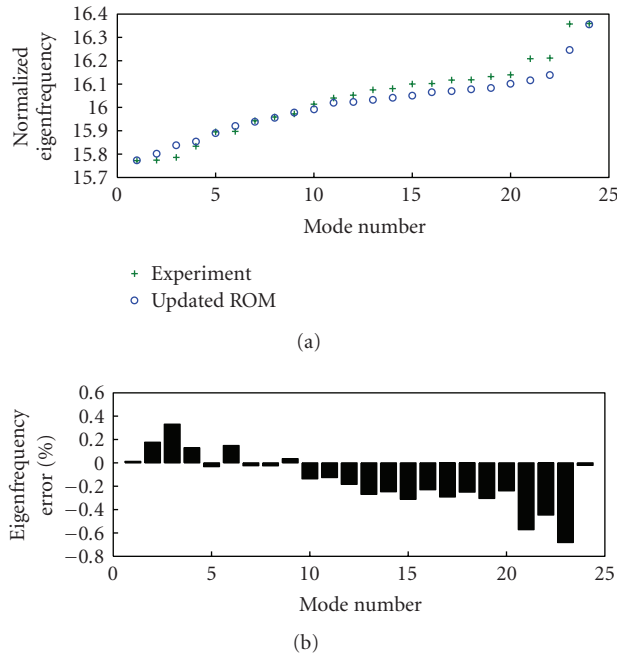 16.4
16.3
16.2
16.1
16
15.9
15.8
15.7
Normalized
eigenfrequency
0 5 10 15 20 25
Mode number
+ Experiment
○ Updated ROM
(a)
0.6
0.4
0.2
0
−0.2
−0.4
−0.6
−0.8
Eigenfrequency
error (%)
0 5 10 15 20 25
Mode number
(b)